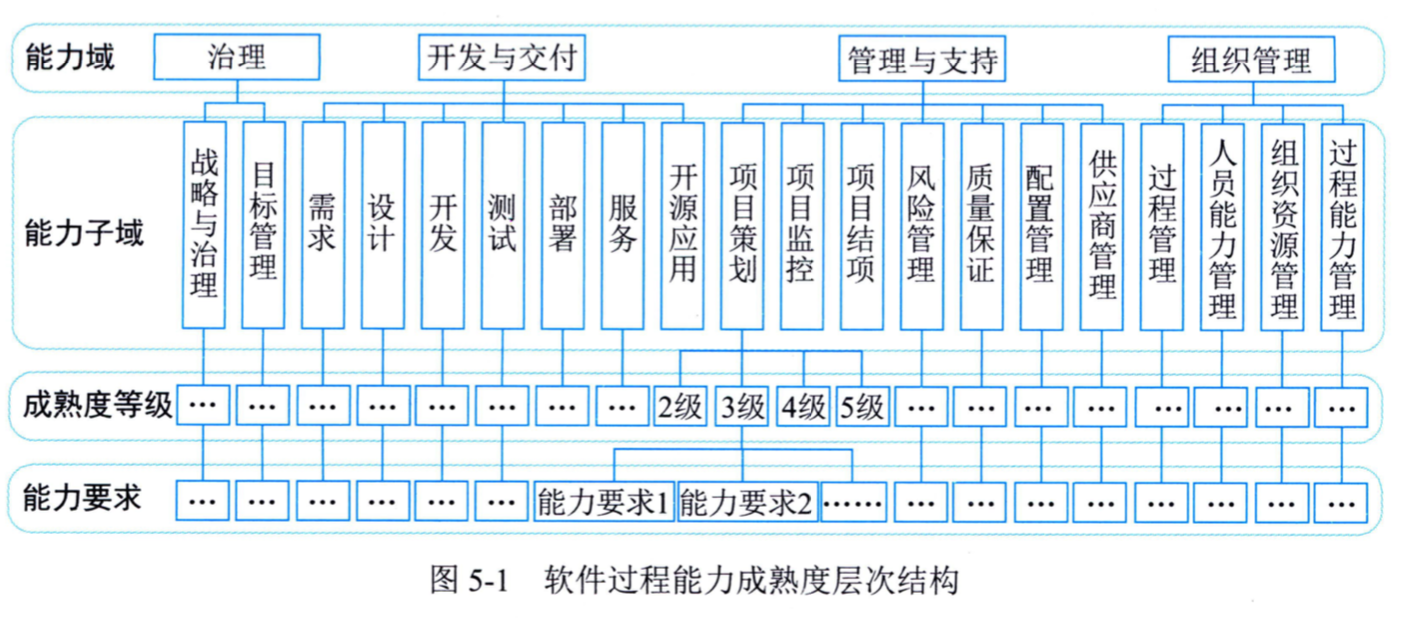 能力域 治理 开发与交付 管理与支持 组织管理
能力子域 战略与治理 目标管理 需求 设计 开发 测试 部署 服务 开源应用 项目策划 项目监控 项目结项 风险管理 质量保证 配置管理 供应商管理 过程管理 人员能力管理 组织资源管理 过程能力管理
成熟度等级 … … … … … … … … 2级 3级 4级 5级 … … … … … … … …
能力要求 … … … … … … 能力要求1 能力要求2 …… … … … … … … … …
图 5-1 软件过程能力成熟度层次结构